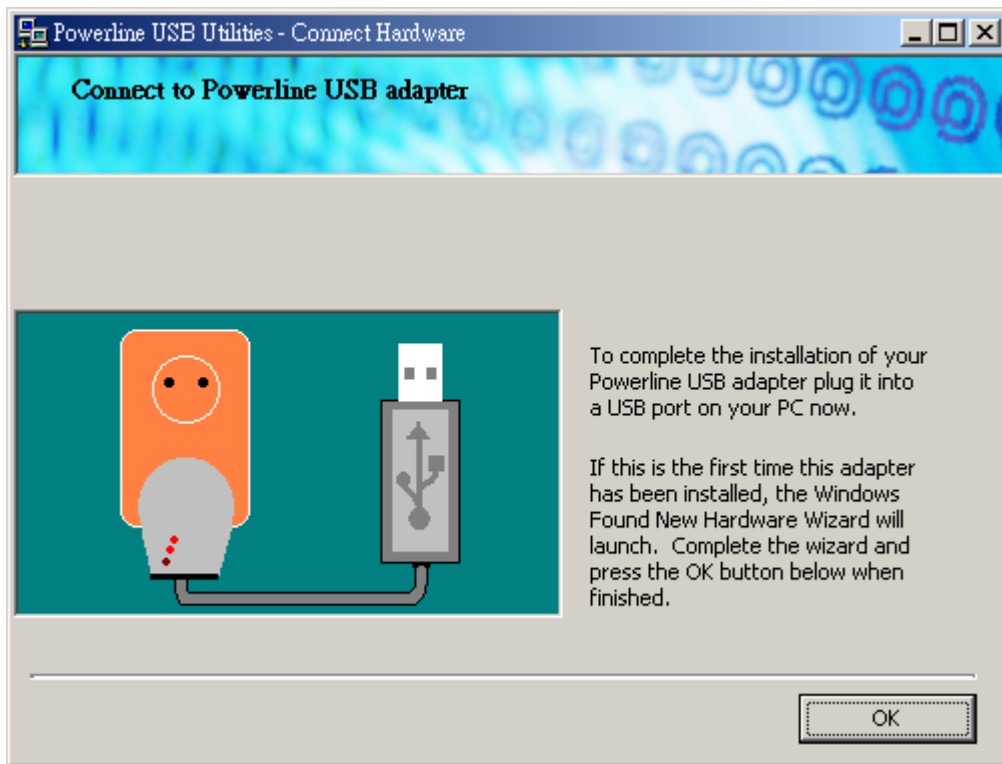 Powerline USB Utilities - Connect Hardware
Connect to Powerline USB adapter
To complete the installation of your
Powerline USB adapter plug it into
a USB port on your PC now.
If this is the first time this adapter
has been installed, the Windows
Found New Hardware Wizard will
launch.  Complete the wizard and
press the OK button below when
finished.
OK